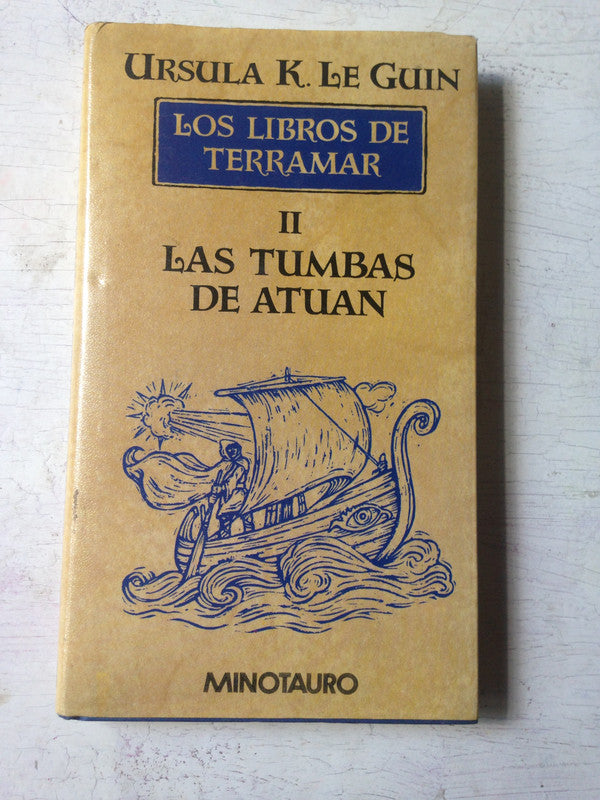 URSULA K. LE GUIN
LOS LIBROS DE
TERRAMAR
II
LAS TUMBAS
DE ATUAN
MINOTAURO